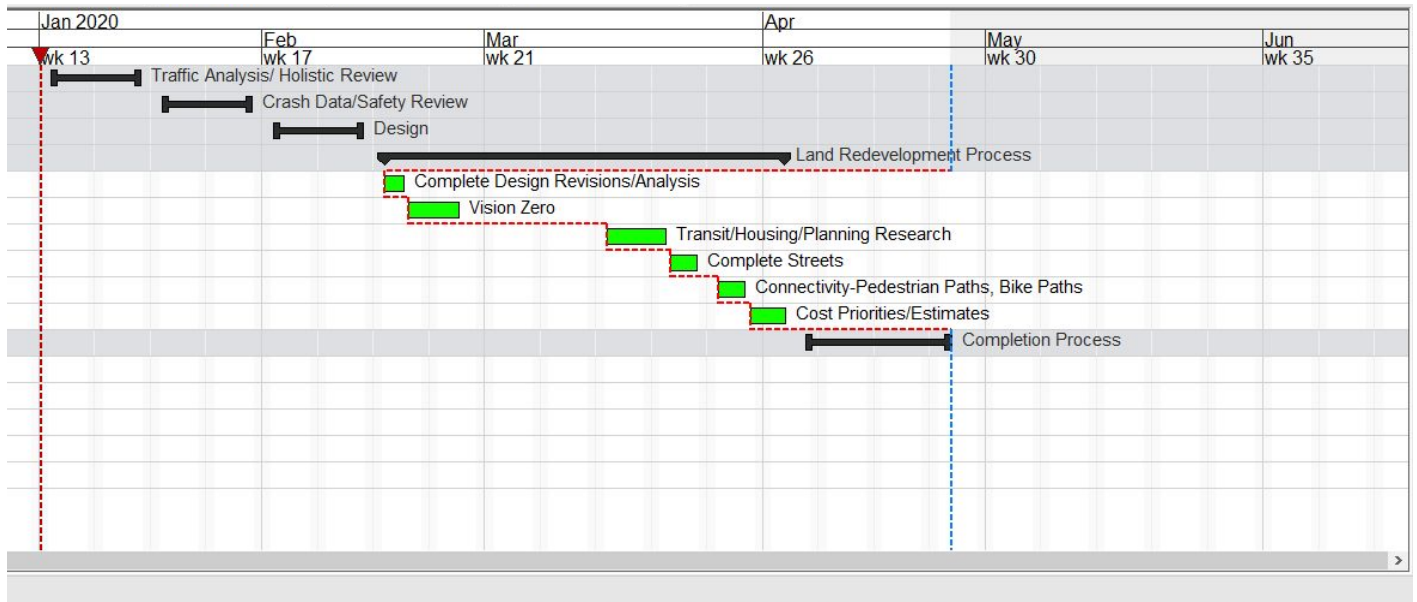 Jan 2020 Apr
Feb Mar May Jun
wk 13 wk 17 wk 21 wk 26 wk 30 wk 35
Traffic Analysis/ Holistic Review
Crash Data/Safety Review
Design
Land Redevelopment Process
Complete Design Revisions/Analysis
Vision Zero
Transit/Housing/Planning Research
Complete Streets
Connectivity-Pedestrian Paths, Bike Paths
Cost Priorities/Estimates
Completion Process